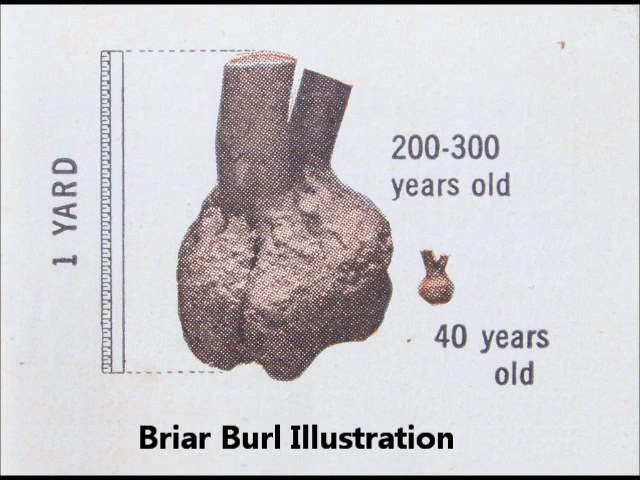 1 YARD
200-300
years old
40 years
old
Briar Burl Illustration